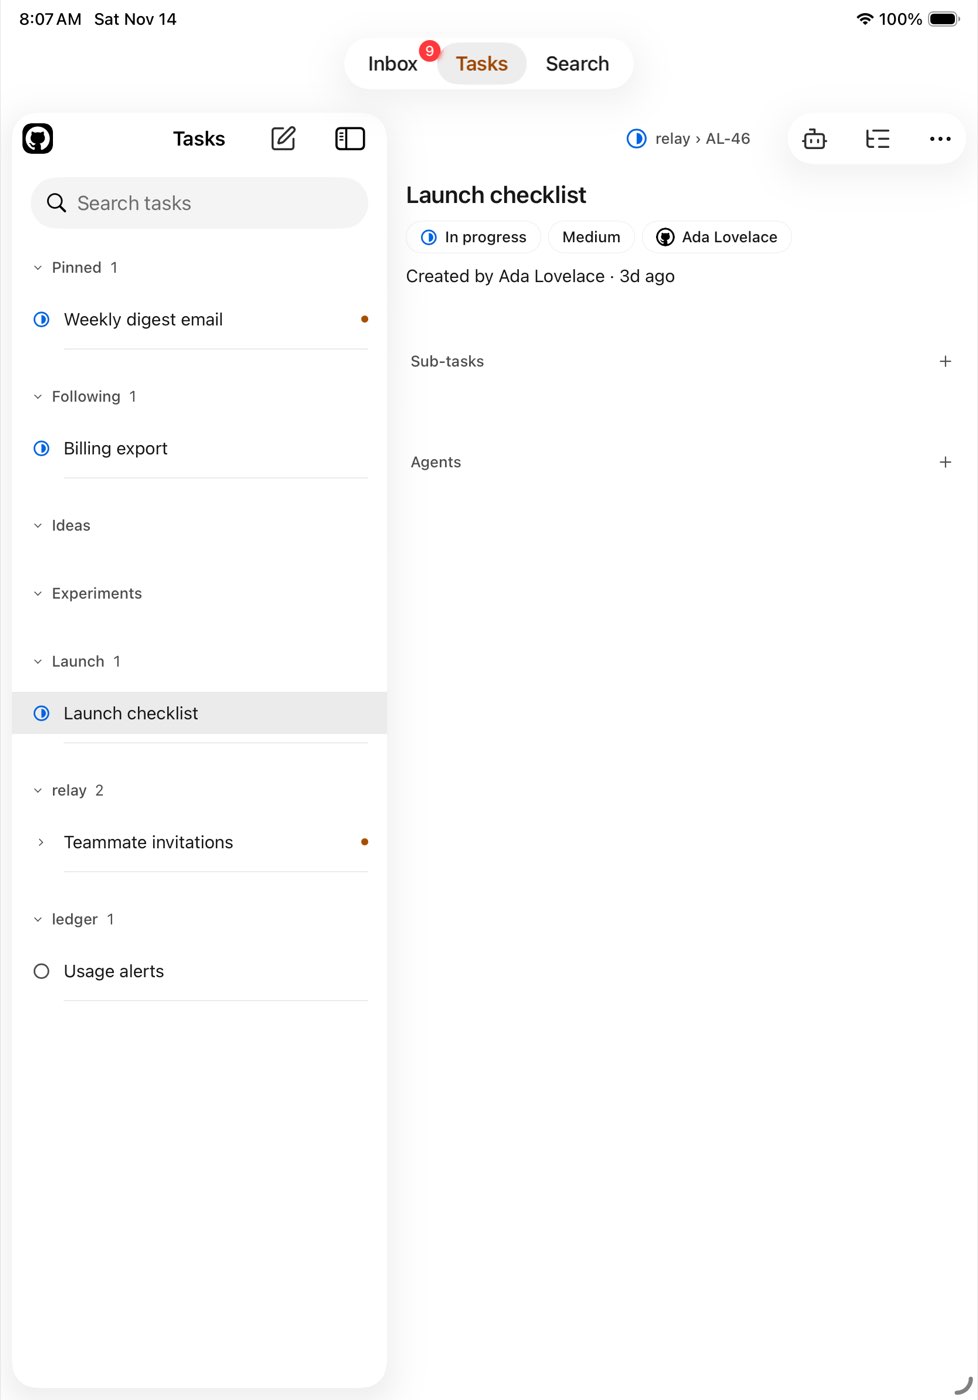 8:07 AM Sat Nov 14
100%
Inbox 9 Tasks Search
Tasks
Search tasks
Pinned 1
Weekly digest email
Following 1
Billing export
Ideas
Experiments
Launch 1
Launch checklist
relay 2
Teammate invitations
ledger 1
Usage alerts
relay › AL-46
Launch checklist
In progress Medium Ada Lovelace
Created by Ada Lovelace · 3d ago
Sub-tasks
Agents